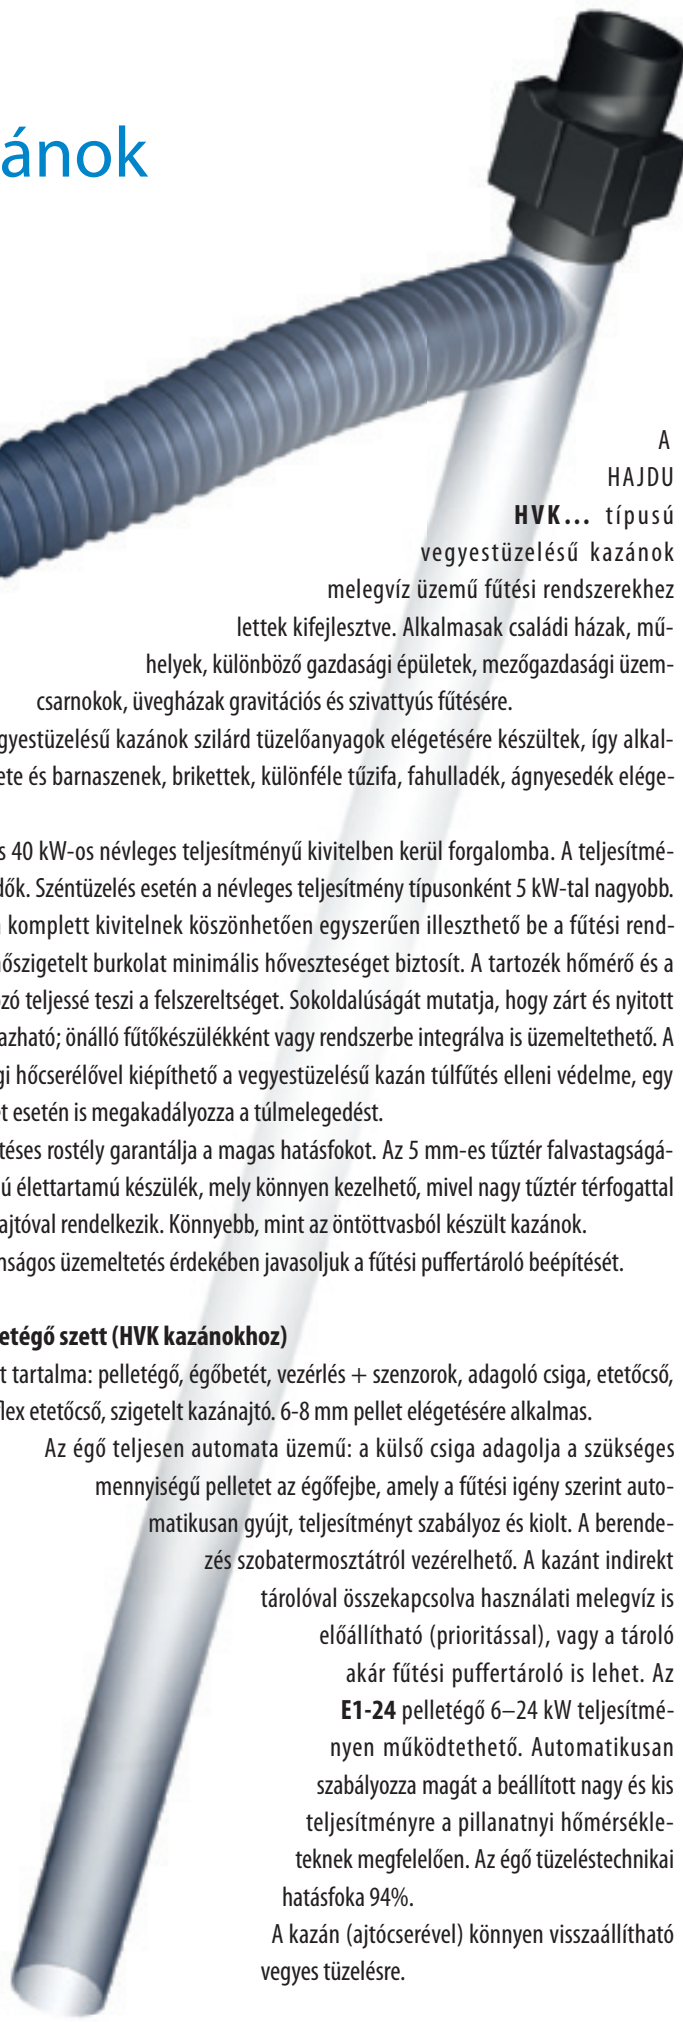 ánok
A
HAJDU
HVK... típusú
vegyestüzelésű kazánok
melegvíz üzemű fűtési rendszerekhez
lettek kifejlesztve. Alkalmasak családi házak, mű-
helyek, különböző gazdasági épületek, mezőgazdasági üzem-
csarnokok, üvegházak gravitációs és szivattyús fűtésére.
gyestüzelésű kazánok szilárd tüzelőanyagok elégetésére készültek, így alkal-
ete és barnaszenek, brikettek, különféle tűzifa, fahulladék, ágnyesedék elége-
s 40 kW-os névleges teljesítményű kivitelben kerül forgalomba. A teljesítmé-
dők. Széntüzelés esetén a névleges teljesítmény típusonként 5 kW-tal nagyobb.
komplett kivitelnek köszönhetően egyszerűen illeszthető be a fűtési rend-
hőszigetelt burkolat minimális hőveszteséget biztosít. A tartozék hőmérő és a
zó teljessé teszi a felszereltséget. Sokoldalúságát mutatja, hogy zárt és nyitott
azható; önálló fűtőkészülékként vagy rendszerbe integrálva is üzemeltethető. A
gi hőcserélővel kiépíthető a vegyestüzelésű kazán túlfűtés elleni védelme, egy
et esetén is megakadályozza a túlmelegedést.
téses rostély garantálja a magas hatásfokot. Az 5 mm-es tűztér falvastagságá-
ú élettartamú készülék, mely könnyen kezelhető, mivel nagy tűztér térfogattal
ajtóval rendelkezik. Könnyebb, mint az öntöttvasból készült kazánok.
nságos üzemeltetés érdekében javasoljuk a fűtési puffertároló beépítését.
etégő szett (HVK kazánokhoz)
t tartalma: pelletégő, égőbetét, vezérlés + szenzorok, adagoló csiga, etetőcső,
flex etetőcső, szigetelt kazánajtó. 6-8 mm pellet elégetésére alkalmas.
Az égő teljesen automata üzemű: a külső csiga adagolja a szükséges
mennyiségű pelletet az égőfejbe, amely a fűtési igény szerint auto-
matikusan gyújt, teljesítményt szabályoz és kiolt. A berende-
zés szobatermosztátról vezérelhető. A kazánt indirekt
tárolóval összekapcsolva használati melegvíz is
előállítható (prioritással), vagy a tároló
akár fűtési puffertároló is lehet. Az
E1-24 pelletégő 6–24 kW teljesítmé-
nyen működtethető. Automatikusan
szabályozza magát a beállított nagy és kis
teljesítményre a pillanatnyi hőmérsékle-
teknek megfelelően. Az égő tüzeléstechnikai
hatásfoka 94%.
A kazán (ajtócserével) könnyen visszaállítható
vegyes tüzelésre.